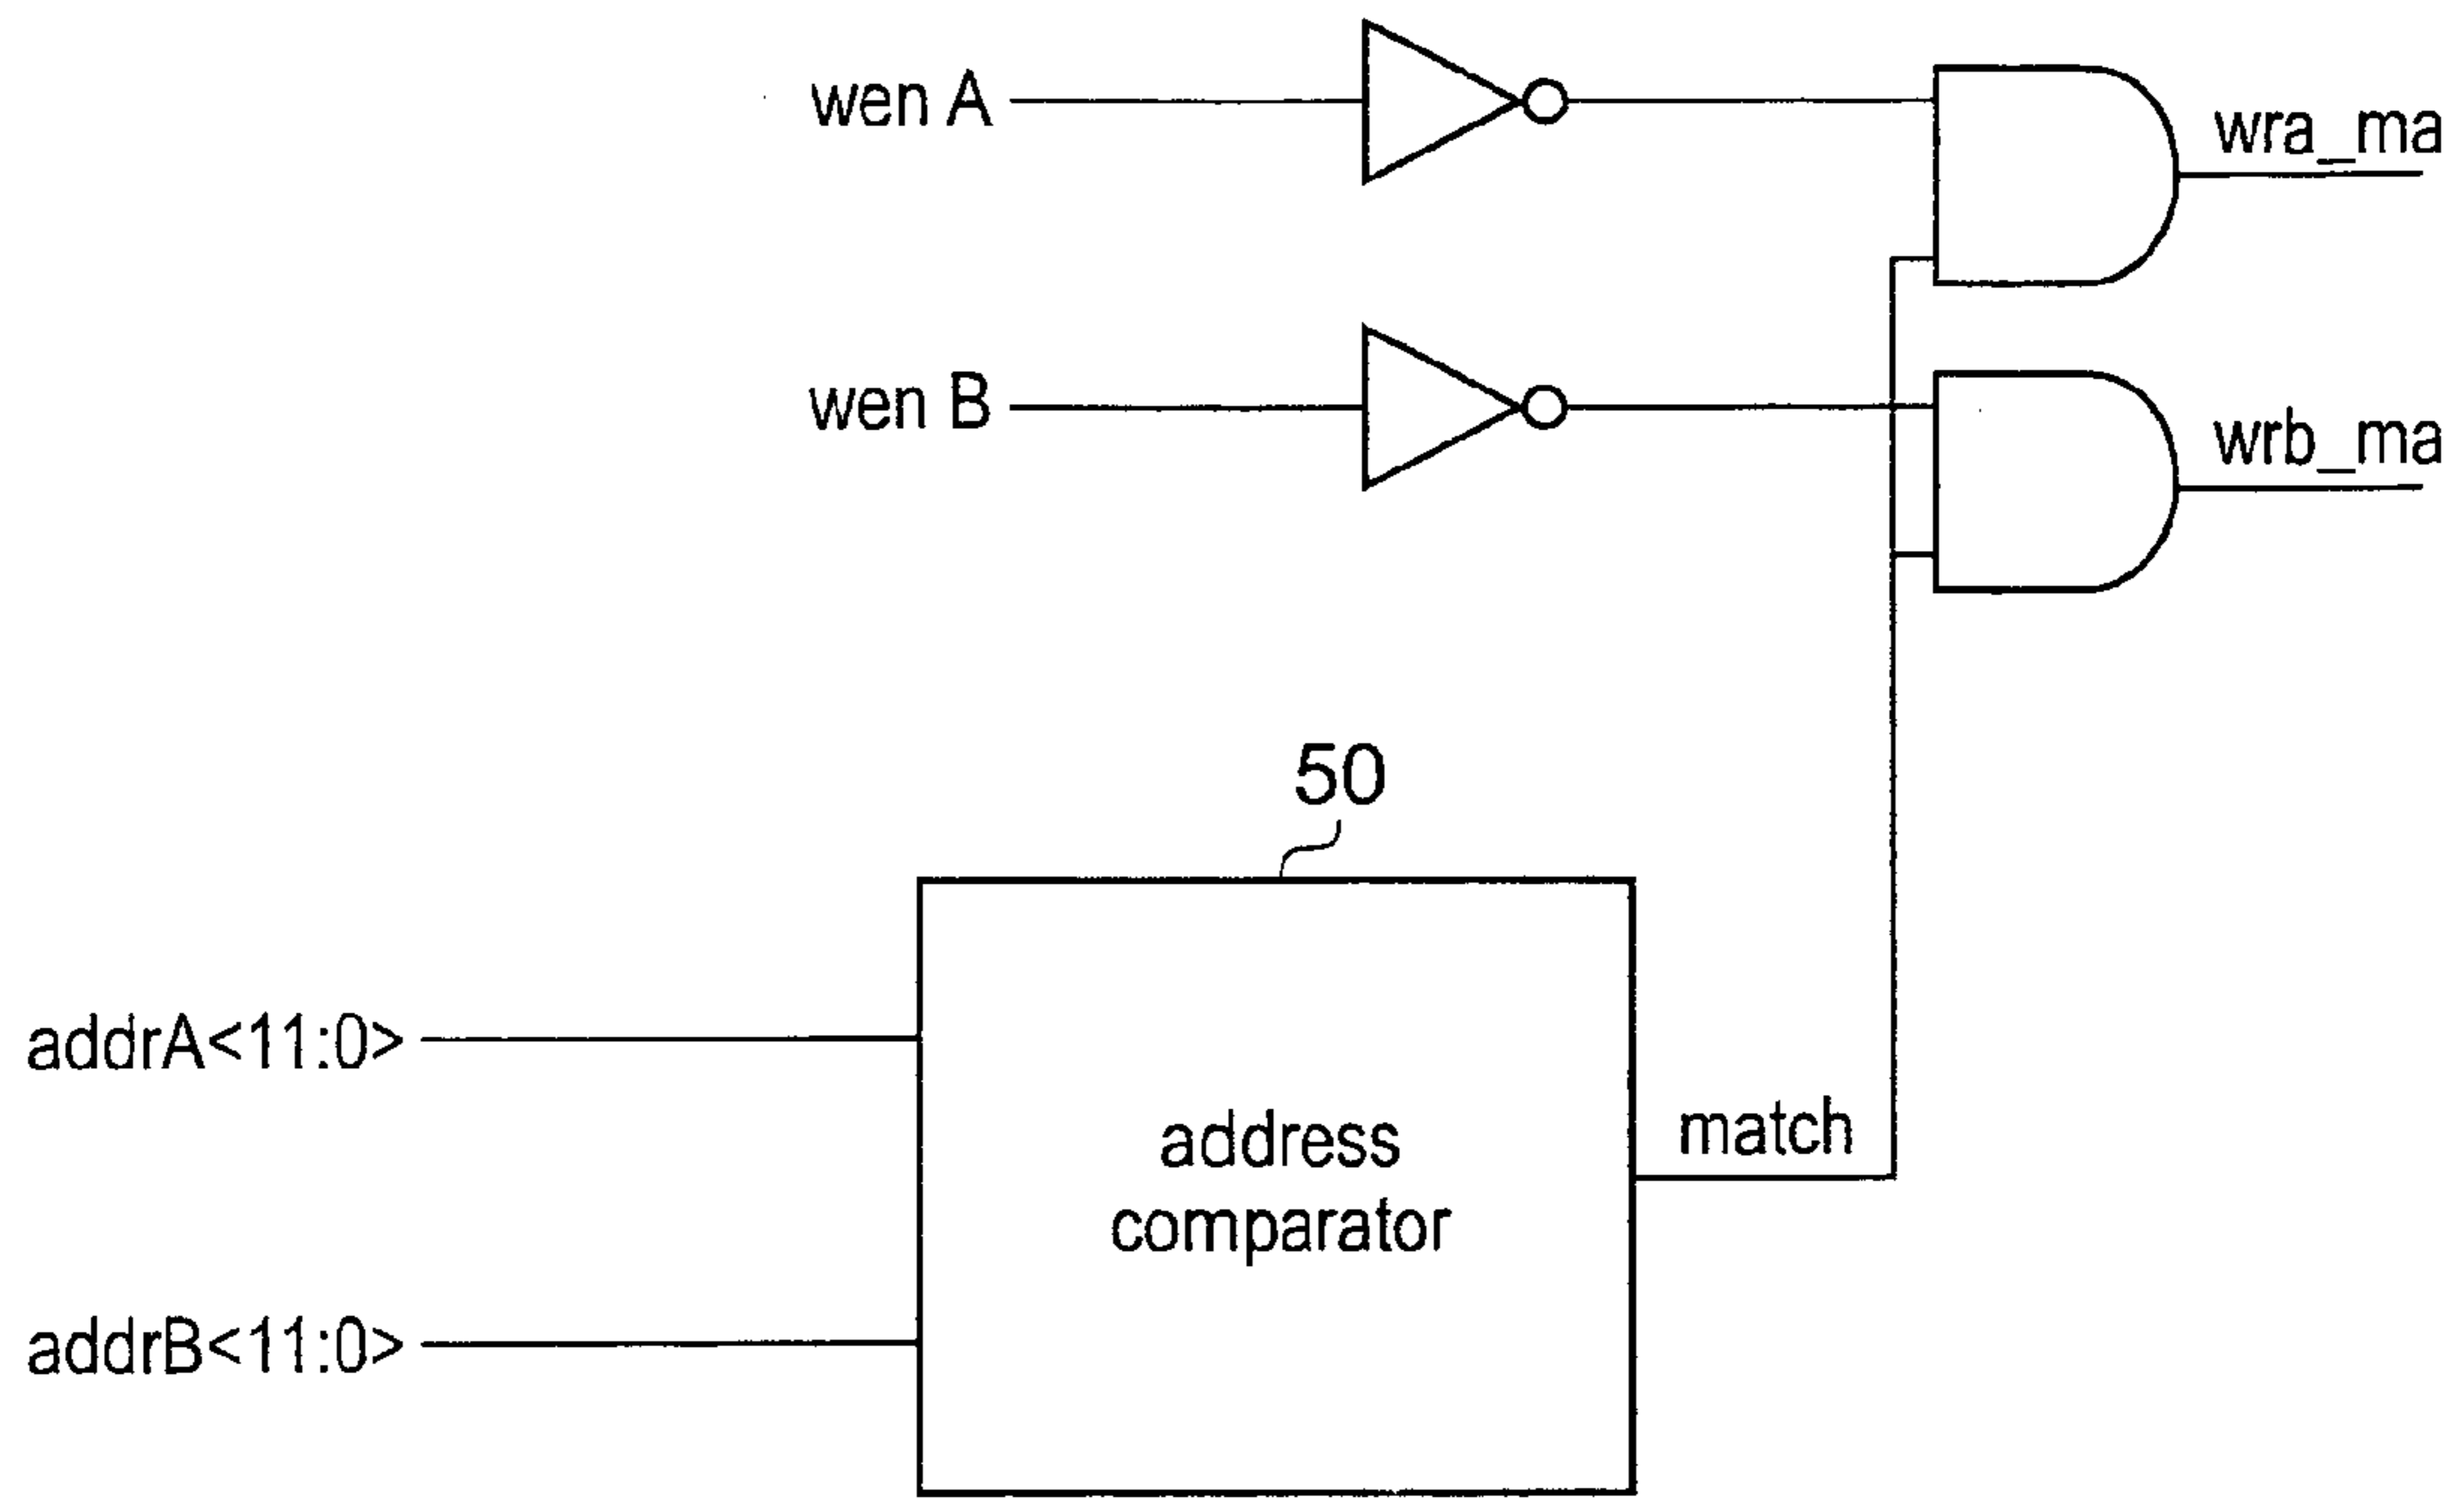 wen A
wra_ma
wen B
wrb_ma
50
addrA<11:0>
match
address
comparator
addrB<11:0>